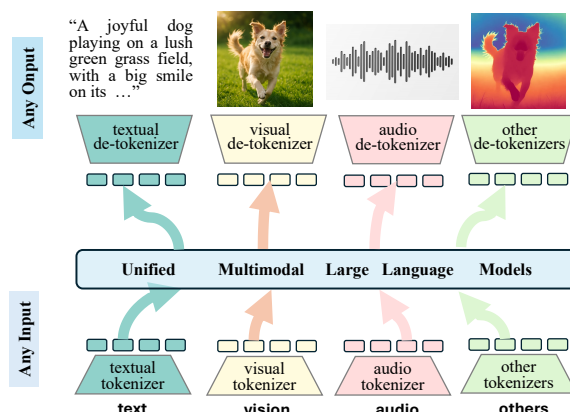 Any Onput
“A joyful dog
playing on a lush
green grass field,
with a big smile
on its …”
textual
de-tokenizer
visual
de-tokenizer
audio
de-tokenizer
other
de-tokenizers
Unified Multimodal Large Language Models
Any Input
textual
tokenizer
visual
tokenizer
audio
tokenizer
other
tokenizers
text
vision
audio
others